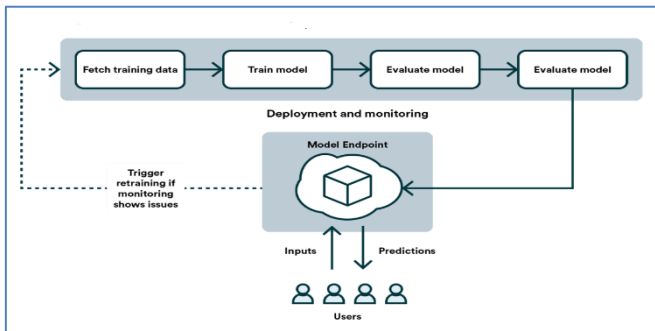 Fetch training data
Train model
Evaluate model
Evaluate model
Deployment and monitoring
Model Endpoint
Trigger
retraining if
monitoring
shows issues
Inputs
Predictions
Users